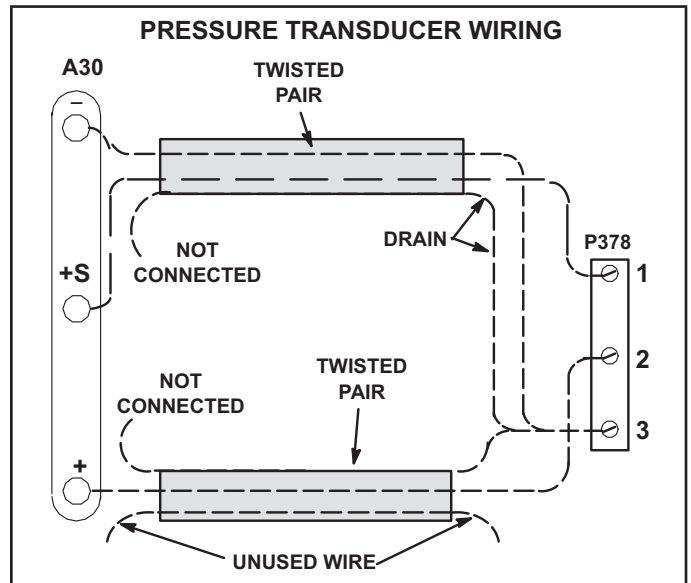 PRESSURE TRANSDUCER WIRING
A30
TWISTED
PAIR
–
DRAIN
P378
NOT
CONNECTED
+S
1
2
TWISTED
PAIR
NOT
CONNECTED
3
+
UNUSED WIRE